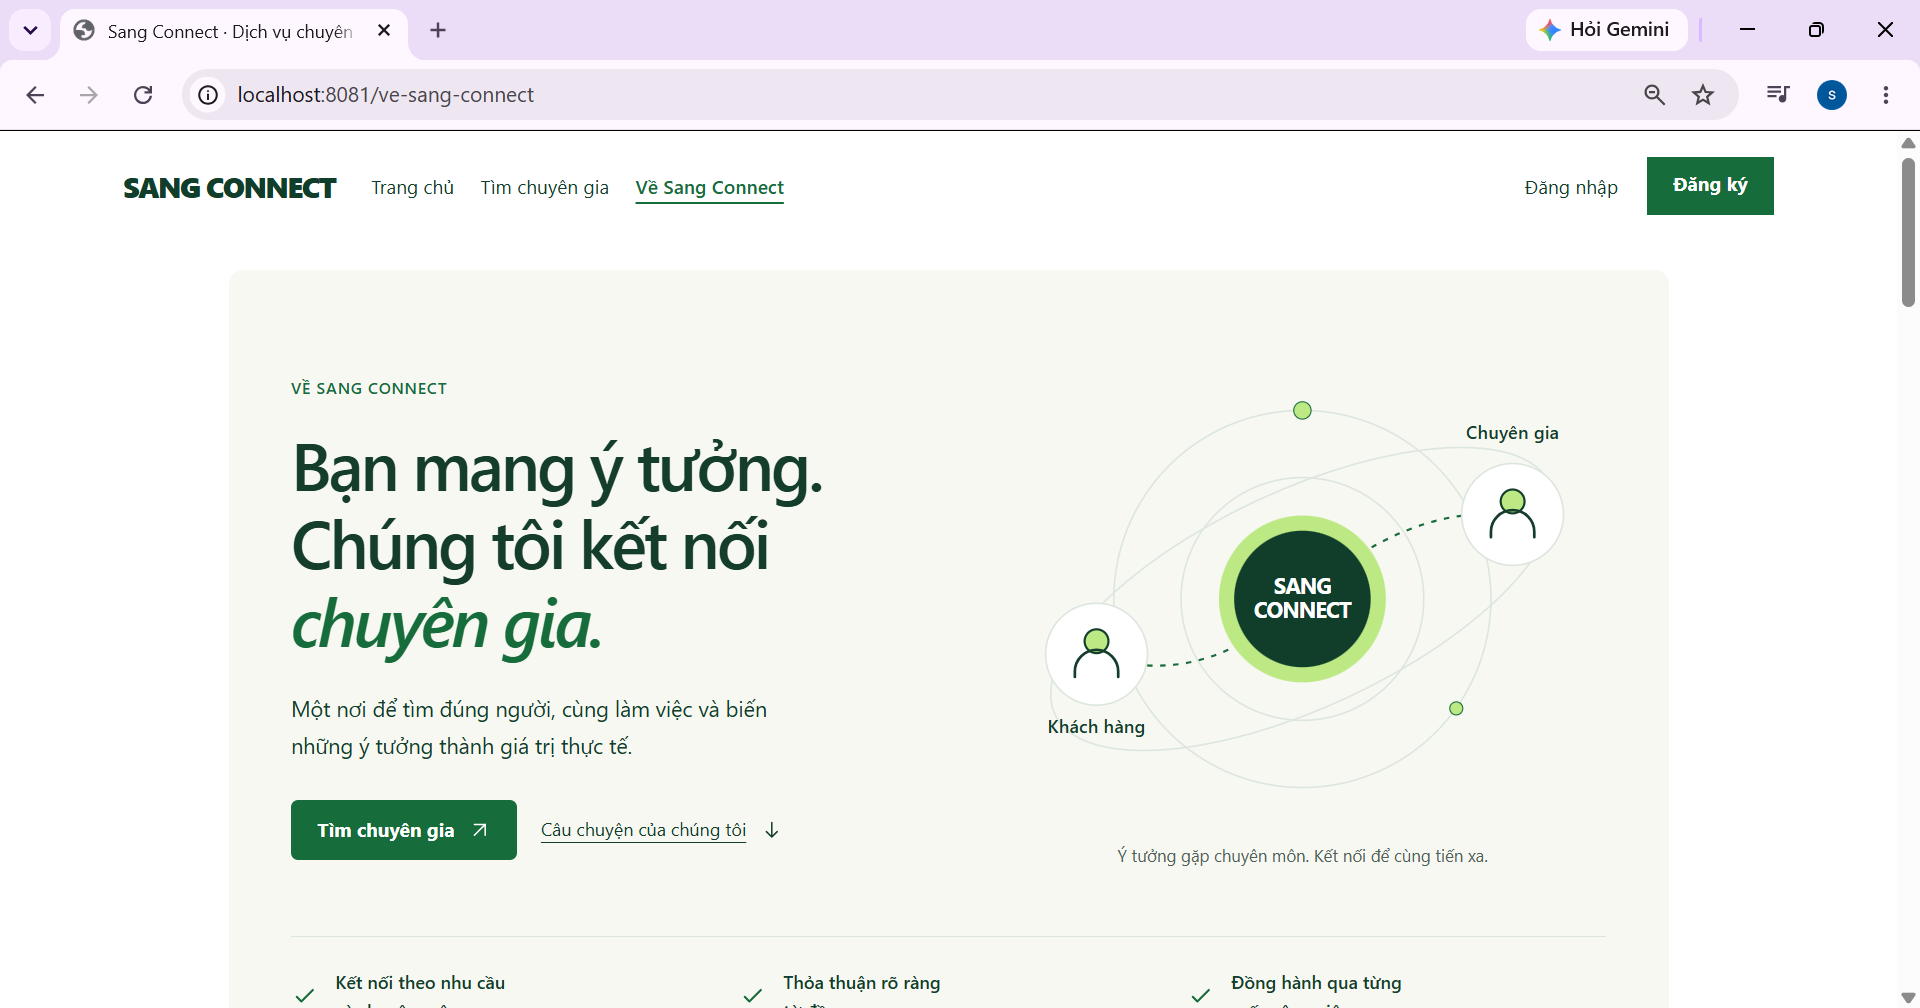 Sang Connect · Dịch vụ chuyên
Hỏi Gemini
localhost:8081/ve-sang-connect
S
SANG CONNECT
Trang chủ
Tìm chuyên gia
Về Sang Connect
Đăng nhập
Đăng ký
VỀ SANG CONNECT
Bạn mang ý tưởng.
Chúng tôi kết nối
chuyên gia.
Một nơi để tìm đúng người, cùng làm việc và biến
những ý tưởng thành giá trị thực tế.
Tìm chuyên gia
Câu chuyện của chúng tôi
Chuyên gia
SANG
CONNECT
Khách hàng
Ý tưởng gặp chuyên môn. Kết nối để cùng tiến xa.
Kết nối theo nhu cầu
Thỏa thuận rõ ràng
Đồng hành qua từng